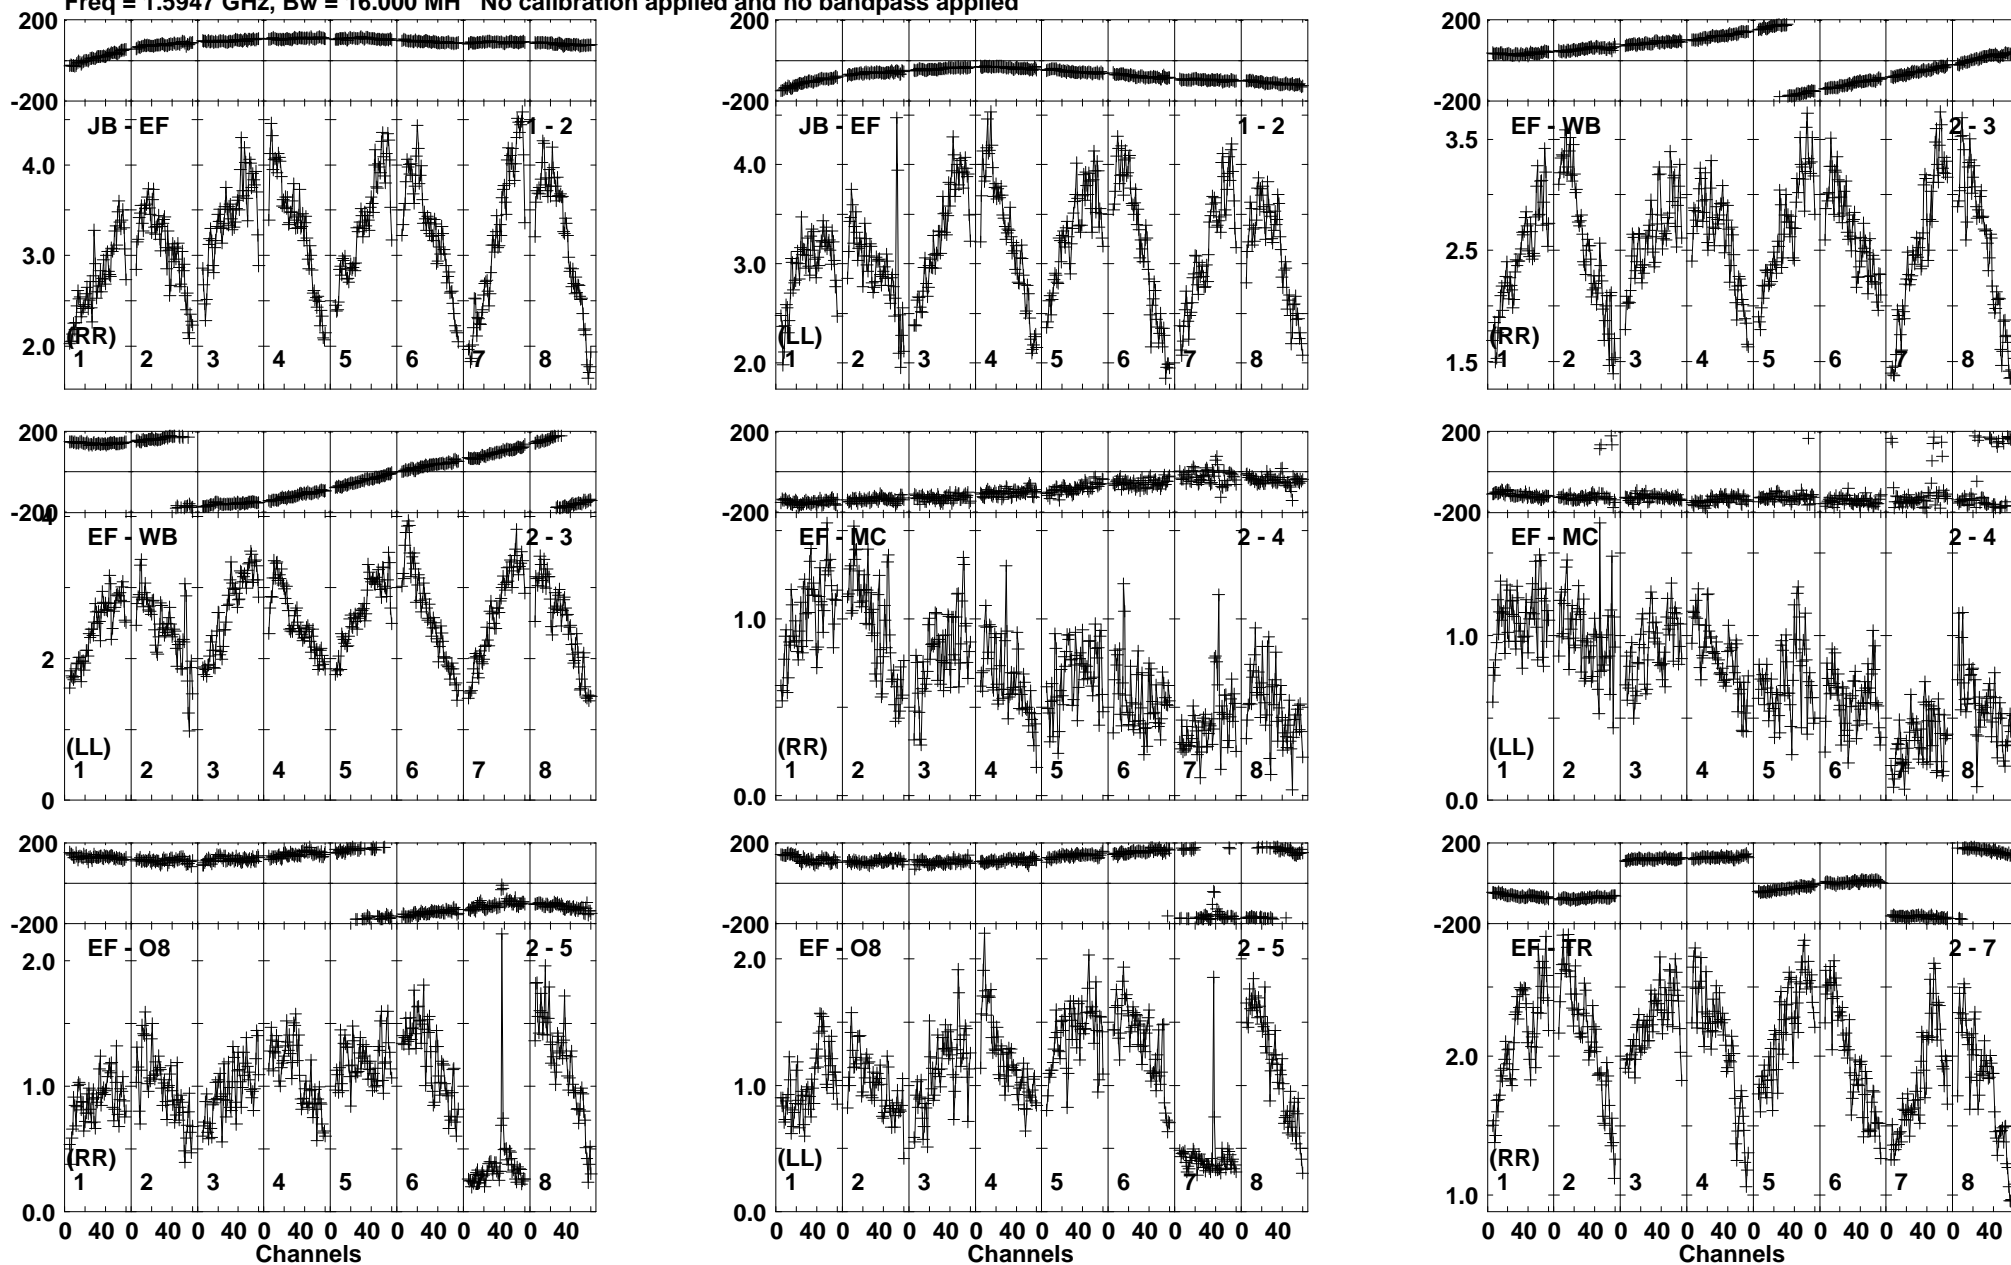 Freq = 1.5947 GHz, Bw = 16.000 MH No calibration applied and no bandpass applied
200 200 200
-200 -200 -200
JB - EF 1 - 2 JB - EF 1 - 2 EF - WB 2 - 3
4.0 4.0 3.5
3.0 3.0 2.5
2.0 2.0 1.5
(RR) (LL) (RR)
1 2 3 4 5 6 7 8 1 2 3 4 5 6 7 8 1 2 3 4 5 6 7 8
200 200 200
-200 -200 -200
4
EF - WB 2 - 3 EF - MC 2 - 4 EF - MC 2 - 4
2 1.0 1.0
(LL) (RR) (LL)
1 2 3 4 5 6 7 8 1 2 3 4 5 6 7 8 1 2 3 4 5 6 7 8
0 0.0 0.0
200 200 200
-200 -200 -200
EF - O8 2 - 5 EF - O8 2 - 5 EF - TR 2 - 7
2.0 2.0 2.0
1.0 1.0 1.0
(RR) (LL) (RR)
1 2 3 4 5 6 7 8 1 2 3 4 5 6 7 8 1 2 3 4 5 6 7 8
0.0 0.0
0 40 0 40 0 40 0 40 0 40 0 40 0 40 0 40 0 40 0 40 0 40 0 40 0 40 0 40 0 40 0 40 0 40 0 40 0 40 0 40 0 40 0 40 0 40 0 40
Channels Channels Channels